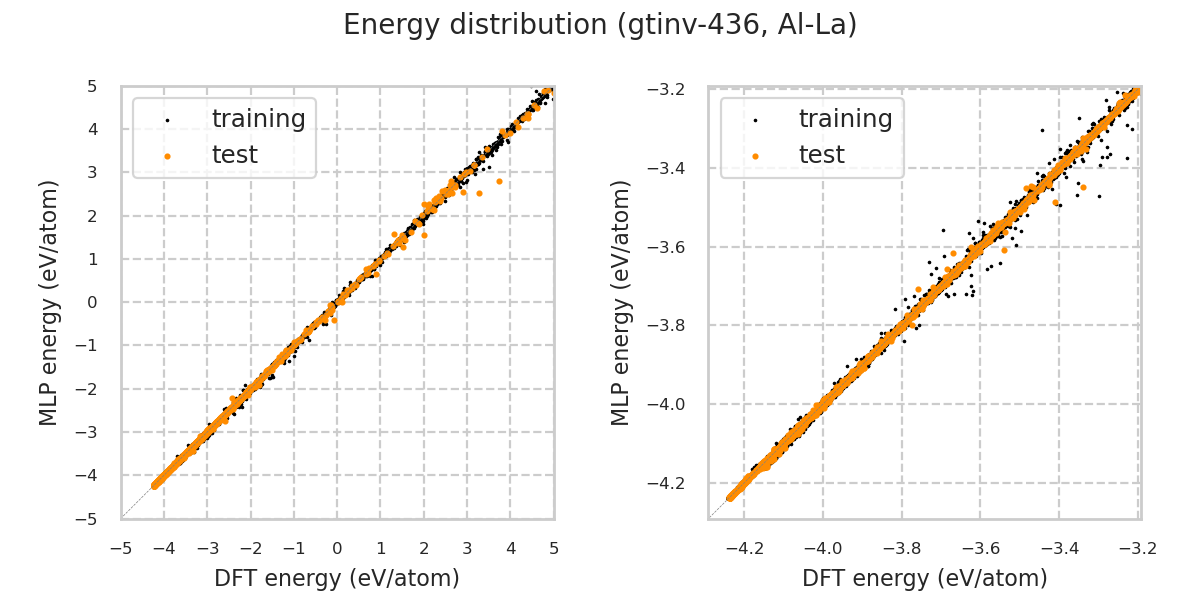 Energy distribution (gtinv-436, Al-La)
MLP energy (eV/atom)
5
4
3
2
1
0
−1
−2
−3
−4
−5
training
test
−5 −4 −3 −2 −1 0 1 2 3 4 5
DFT energy (eV/atom)
MLP energy (eV/atom)
−3.2
−3.4
−3.6
−3.8
−4.0
−4.2
training
test
−4.2 −4.0 −3.8 −3.6 −3.4 −3.2
DFT energy (eV/atom)